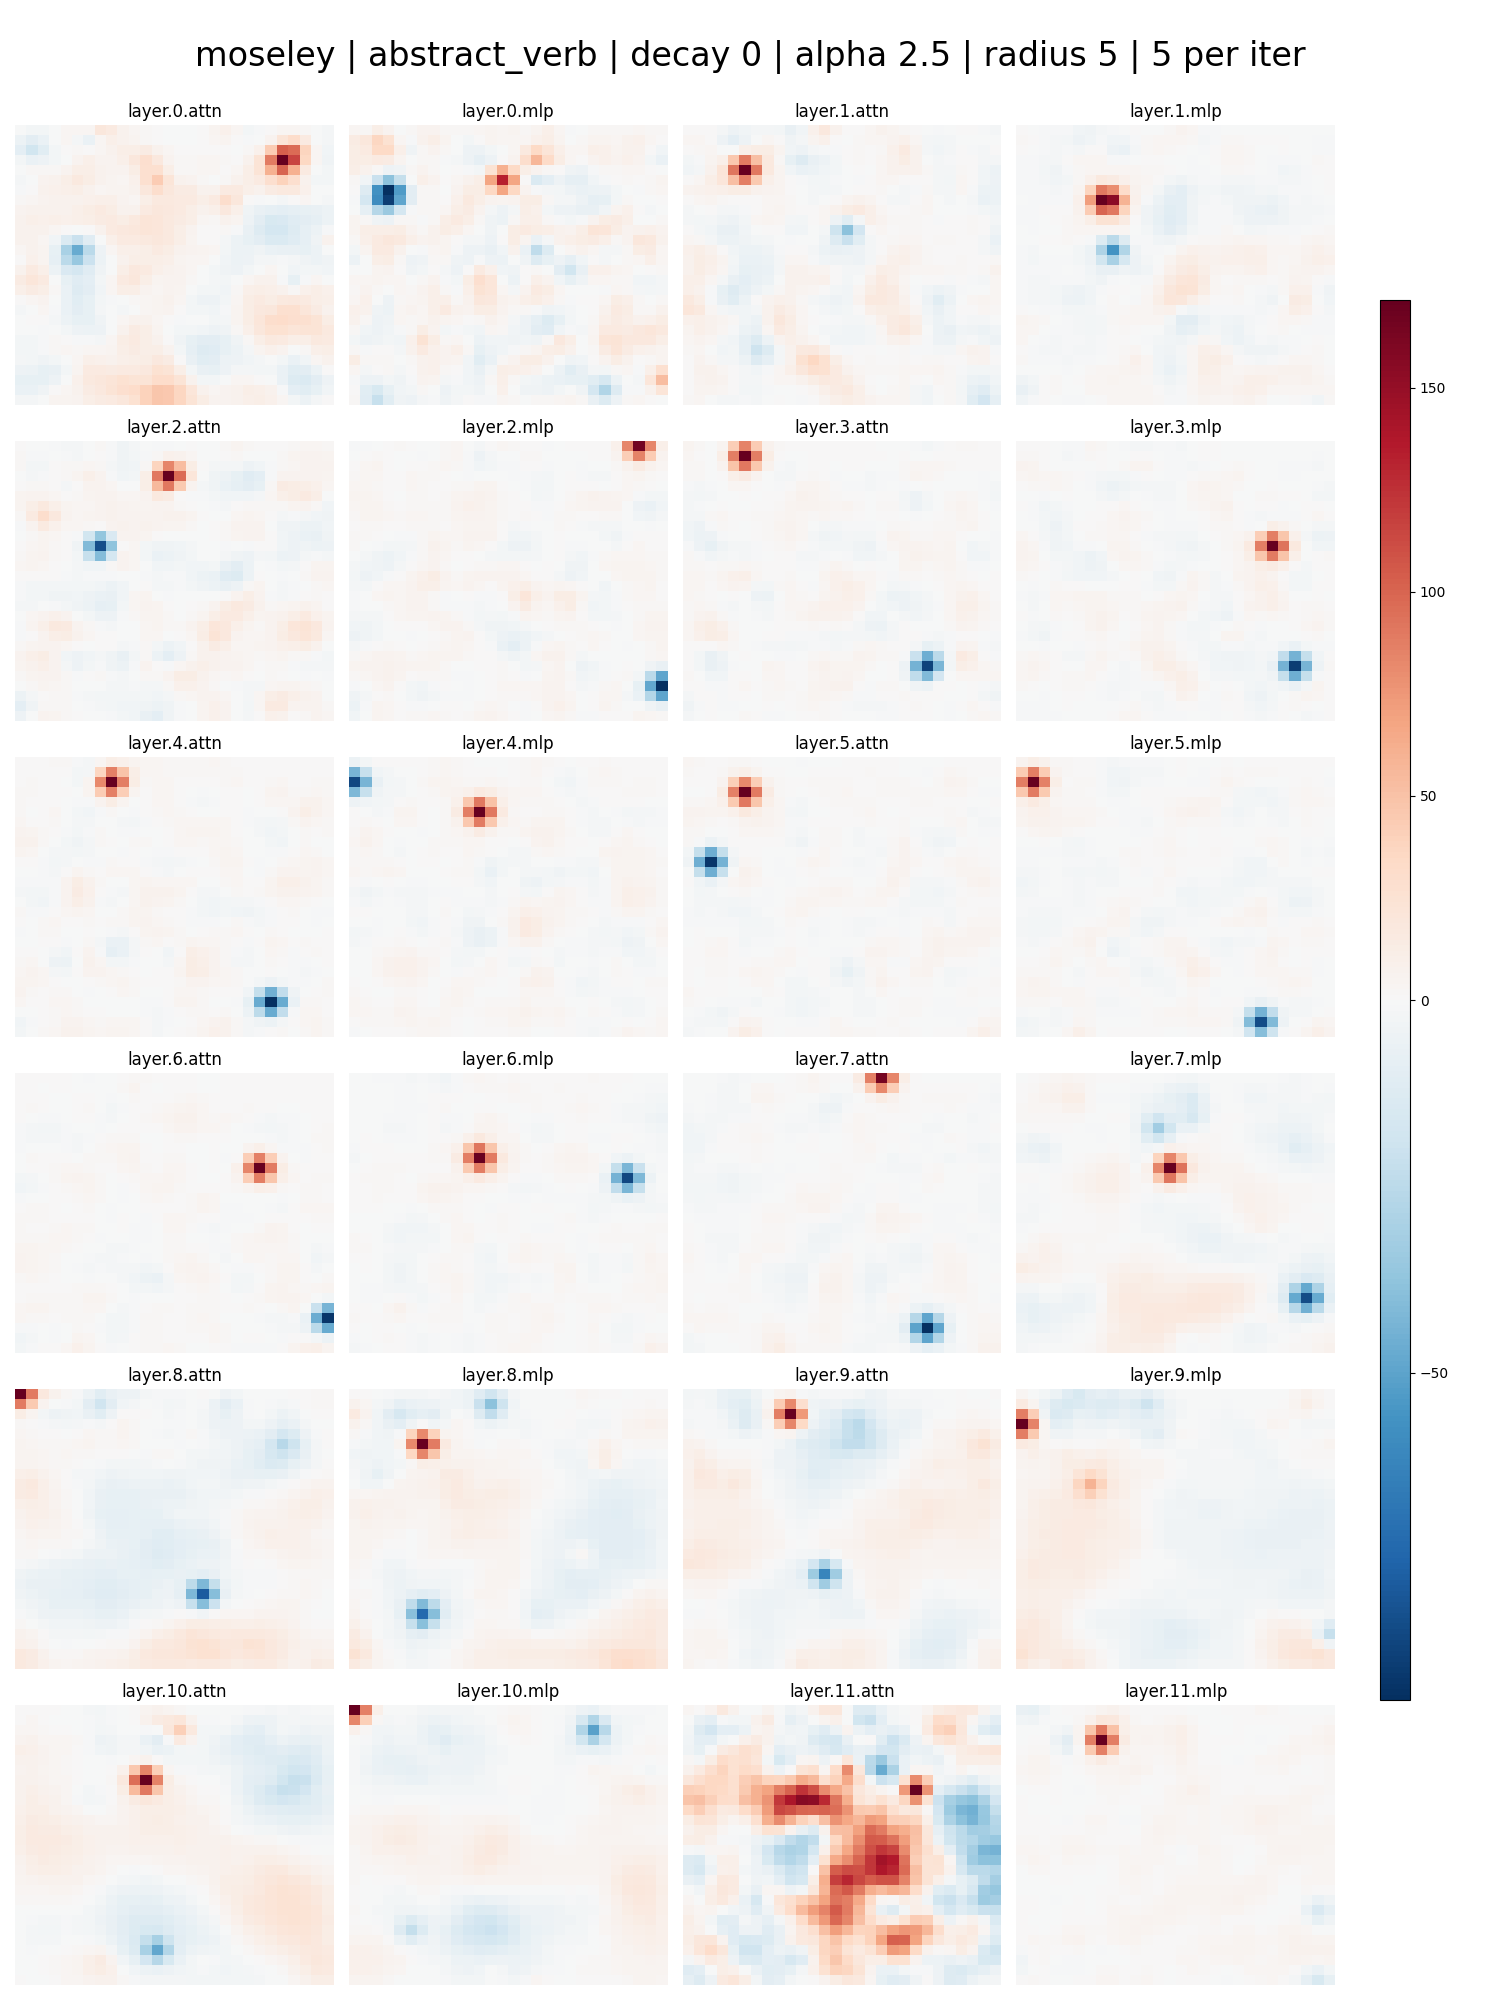 moseley | abstract_verb | decay 0 | alpha 2.5 | radius 5 | 5 per iter
layer.0.attn layer.0.mlp layer.1.attn layer.1.mlp
layer.2.attn layer.2.mlp layer.3.attn layer.3.mlp
layer.4.attn layer.4.mlp layer.5.attn layer.5.mlp
layer.6.attn layer.6.mlp layer.7.attn layer.7.mlp
layer.8.attn layer.8.mlp layer.9.attn layer.9.mlp
layer.10.attn layer.10.mlp layer.11.attn layer.11.mlp
150
100
50
0
−50